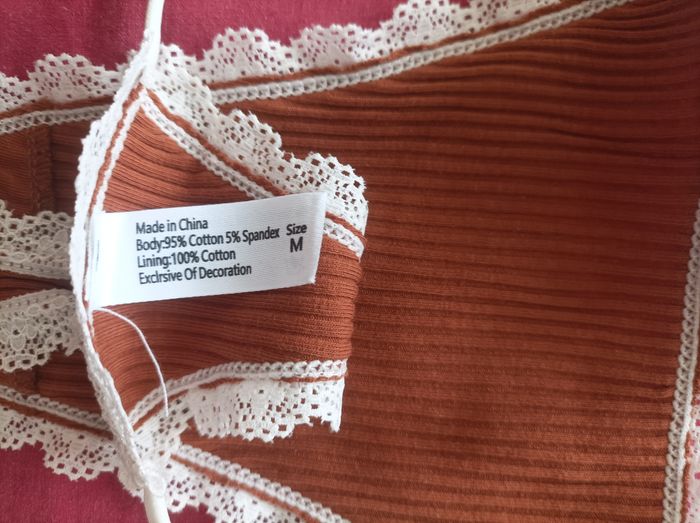 Made in China
Body:95% Cotton 5% Spandex
Lining:100% Cotton
Exclrsive Of Decoration
Size
M